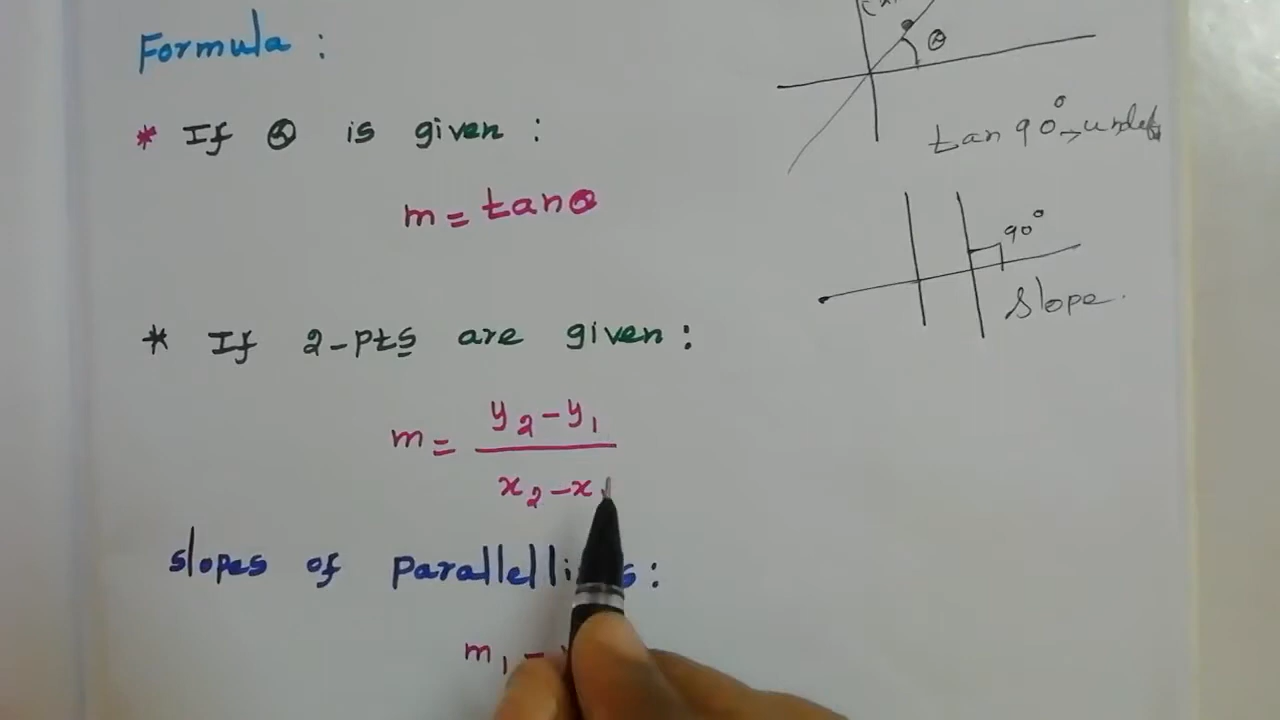 Formula :
* If θ is given :
m = tanθ
* If 2-pts are given :
m = y₂ - y₁ / x₂ - x
slopes of parallel :
m₁ =
θ
tan 90° →
90°
slope.